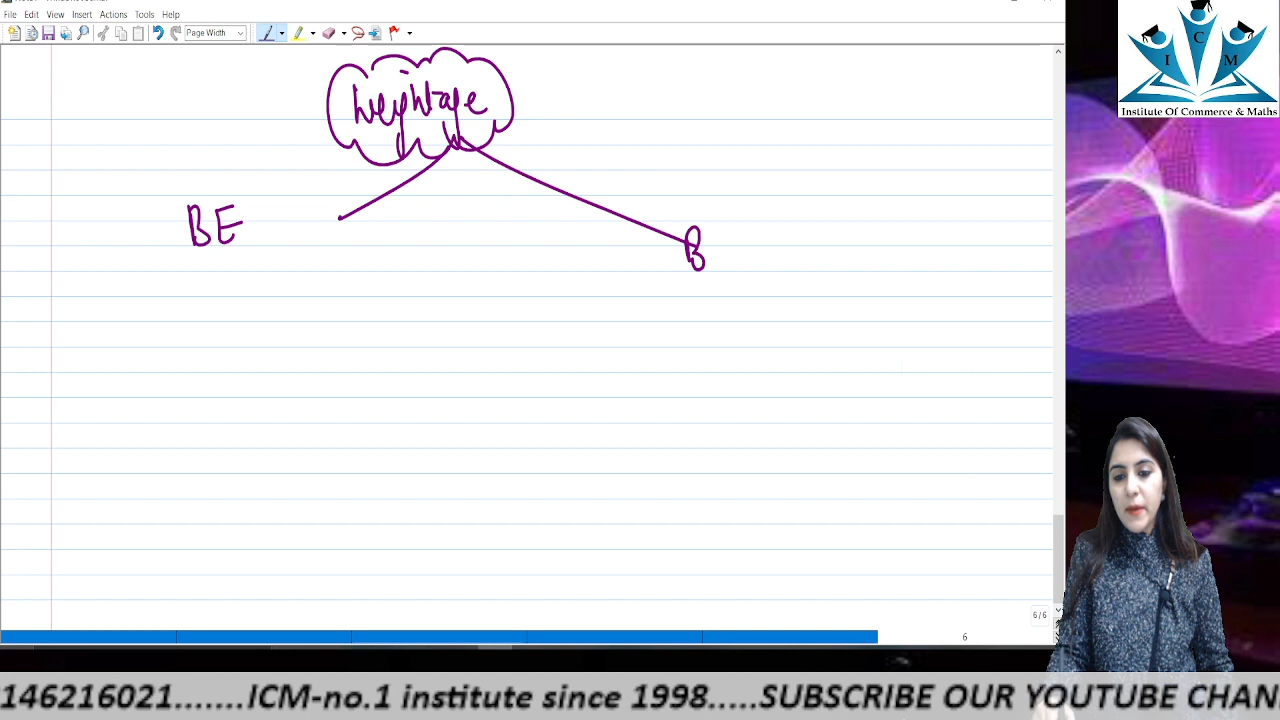 File Edit View Insert Actions Tools Help
Page Width
Weightage
BE
B
I C M
Institute Of Commerce & Maths
6/6
6
146216021.......ICM-no.1 institute since 1998.....SUBSCRIBE OUR YOUTUBE CHAN